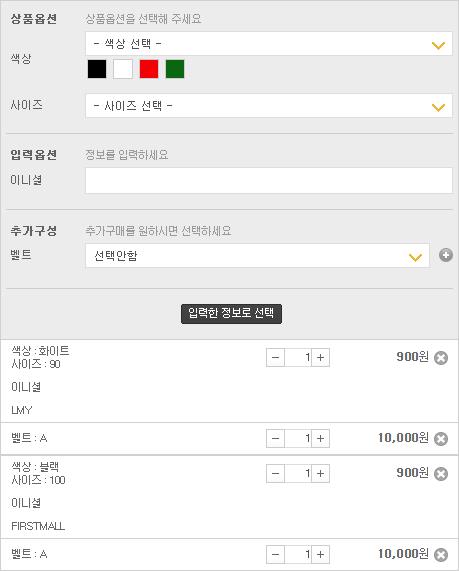 상품옵션 상품옵션을 선택해 주세요
색상 - 색상 선택 -
사이즈 - 사이즈 선택 -
입력옵션 정보를 입력하세요
이니셜
추가구성 추가구매를 원하시면 선택하세요
벨트 선택안함
입력한 정보로 선택
색상 : 화이트
사이즈 : 90
- 1 + 900원
이니셜
LMY
벨트 : A - 1 + 10,000원
색상 : 블랙
사이즈 : 100
- 1 + 900원
이니셜
FIRSTMALL
벨트 : A - 1 + 10,000원